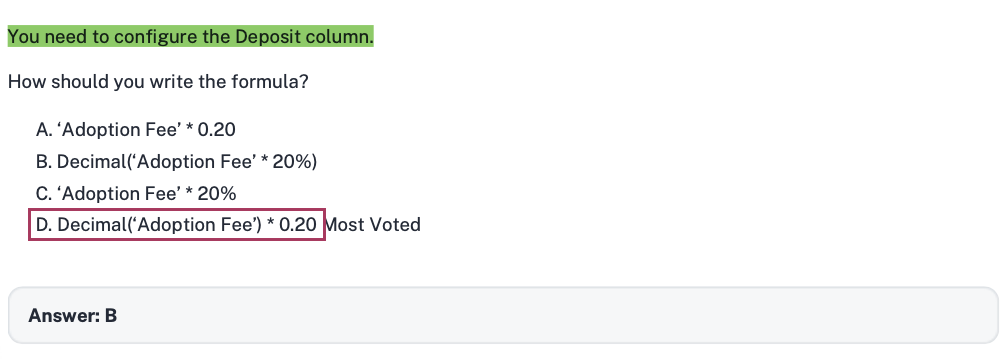 You need to configure the Deposit column.
How should you write the formula?
A. ‘Adoption Fee’ * 0.20
B. Decimal(‘Adoption Fee’ * 20%)
C. ‘Adoption Fee’ * 20%
D. Decimal(‘Adoption Fee’) * 0.20 Most Voted
Answer: B